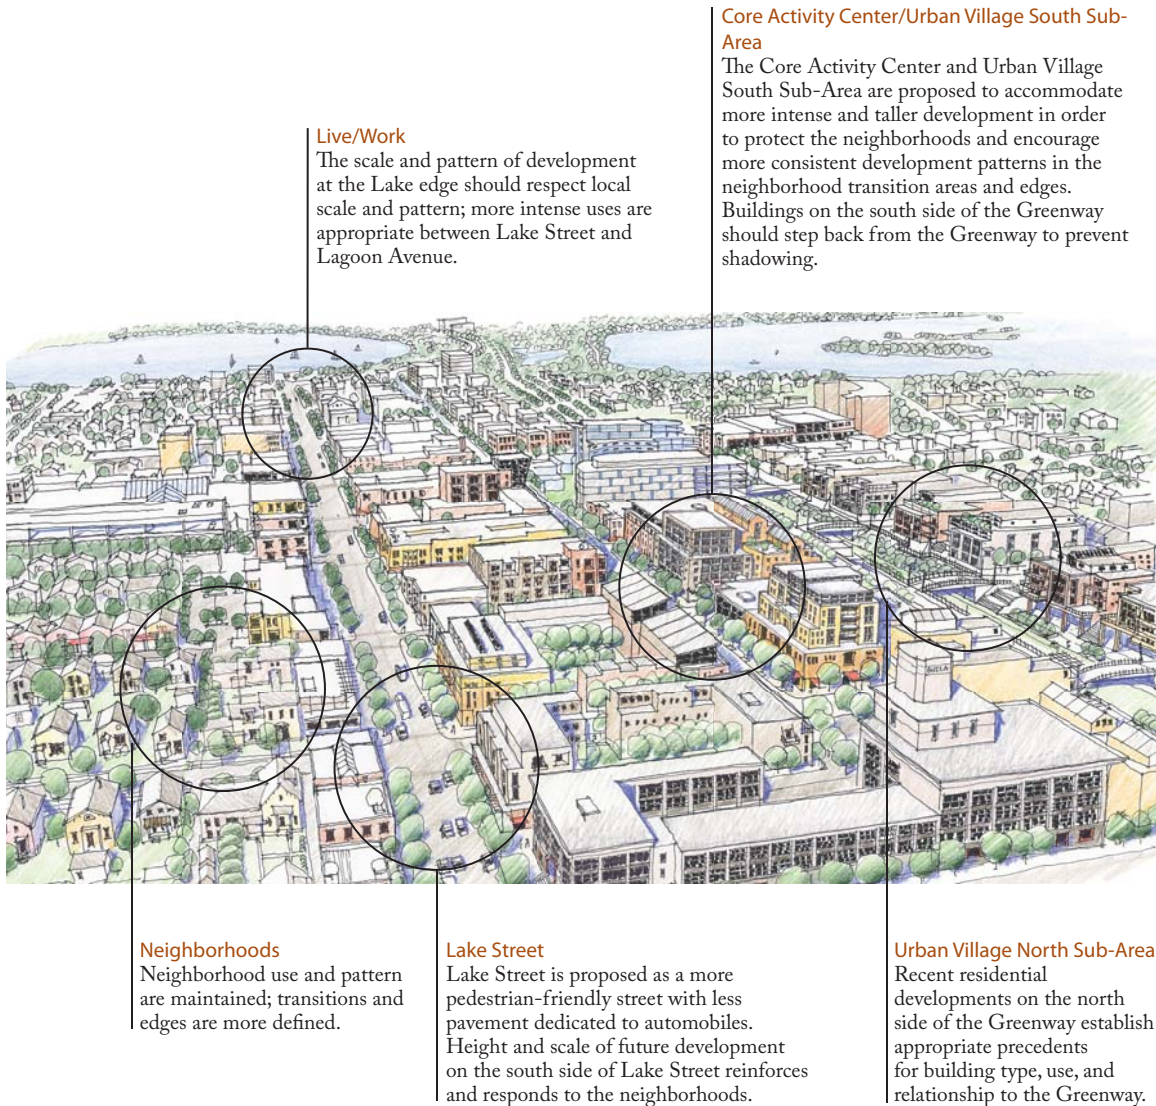 Core Activity Center/Urban Village South Sub-
Area
The Core Activity Center and Urban Village
South Sub-Area are proposed to accommodate
more intense and taller development in order
to protect the neighborhoods and encourage
more consistent development patterns in the
neighborhood transition areas and edges.
Buildings on the south side of the Greenway
should step back from the Greenway to prevent
shadowing.
Live/Work
The scale and pattern of development
at the Lake edge should respect local
scale and pattern; more intense uses are
appropriate between Lake Street and
Lagoon Avenue.
Neighborhoods
Neighborhood use and pattern
are maintained; transitions and
edges are more defined.
Lake Street
Lake Street is proposed as a more
pedestrian-friendly street with less
pavement dedicated to automobiles.
Height and scale of future development
on the south side of Lake Street reinforces
and responds to the neighborhoods.
Urban Village North Sub-Area
Recent residential
developments on the north
side of the Greenway establish
appropriate precedents
for building type, use, and
relationship to the Greenway.